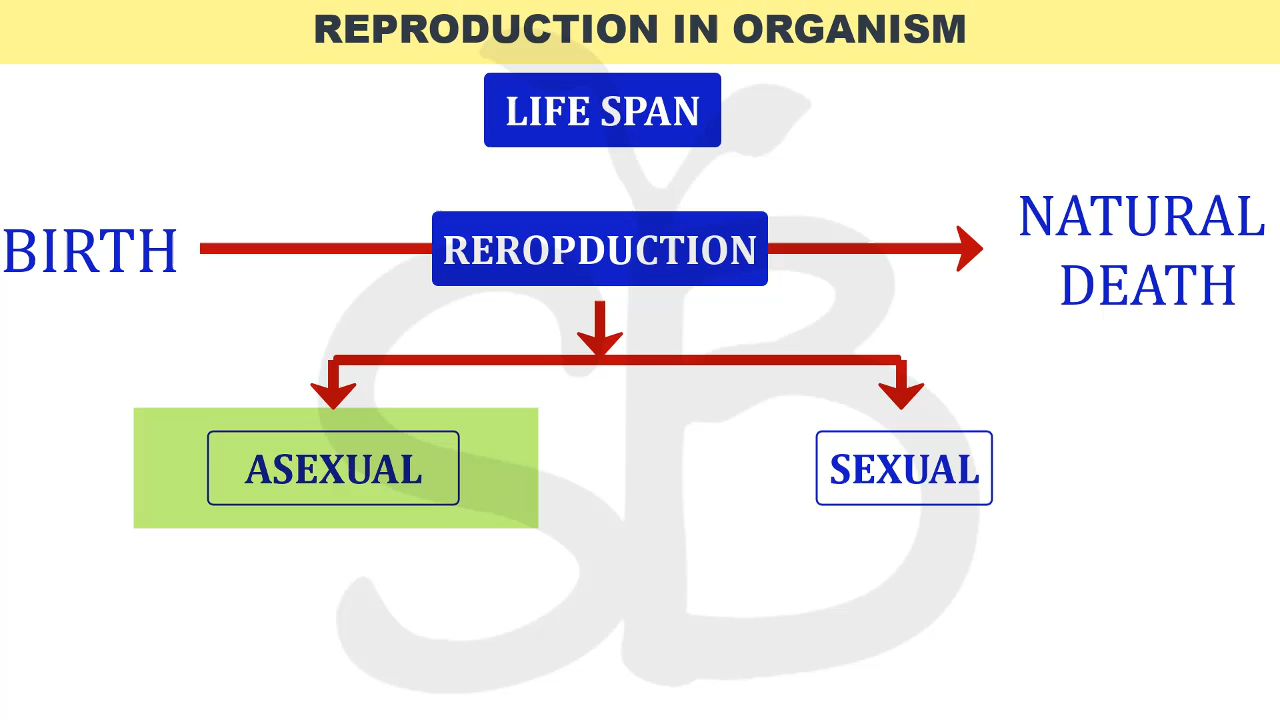 REPRODUCTION IN ORGANISM
LIFE SPAN
BIRTH
REROPDUCTION
NATURAL
DEATH
ASEXUAL
SEXUAL